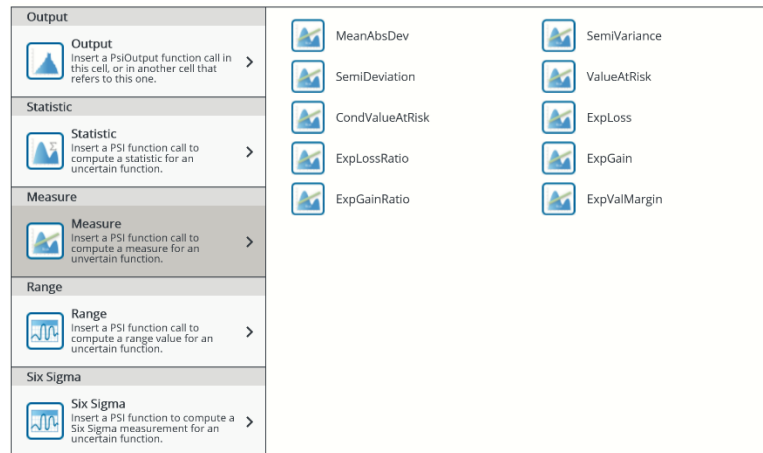 Output
Output
Insert a PsiOutput function call in
this cell, or in another cell that
refers to this one.
Statistic
Statistic
Insert a PSI function call to
compute a statistic for an
uncertain function.
Measure
Measure
Insert a PSI function call to
compute a measure for an
unvertain function.
Range
Range
Insert a PSI function call to
compute a range value for an
uncertain function.
Six Sigma
Six Sigma
Insert a PSI function to compute a
Six Sigma measurement for an
uncertain function.
MeanAbsDev
SemiVariance
SemiDeviation
ValueAtRisk
CondValueAtRisk
ExpLoss
ExpLossRatio
ExpGain
ExpGainRatio
ExpValMargin